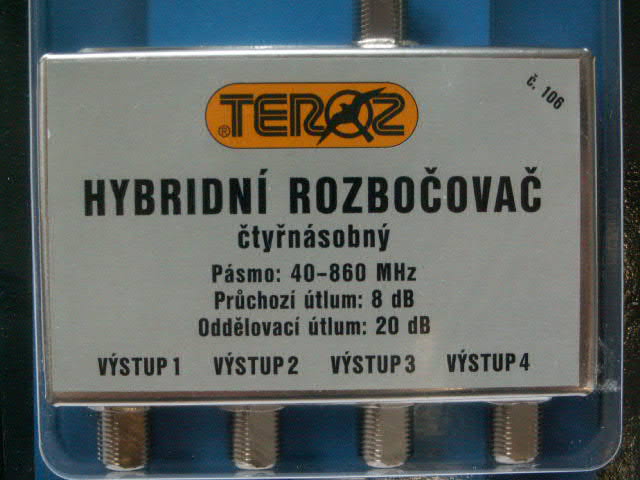 č. 106
®TEROZ
HYBRIDNÍ ROZBOČOVAČ
čtyřnásobný
Pásmo: 40–860 MHz
Průchozí útlum: 8 dB
Oddělovací útlum: 20 dB
VÝSTUP 1 VÝSTUP 2 VÝSTUP 3 VÝSTUP 4